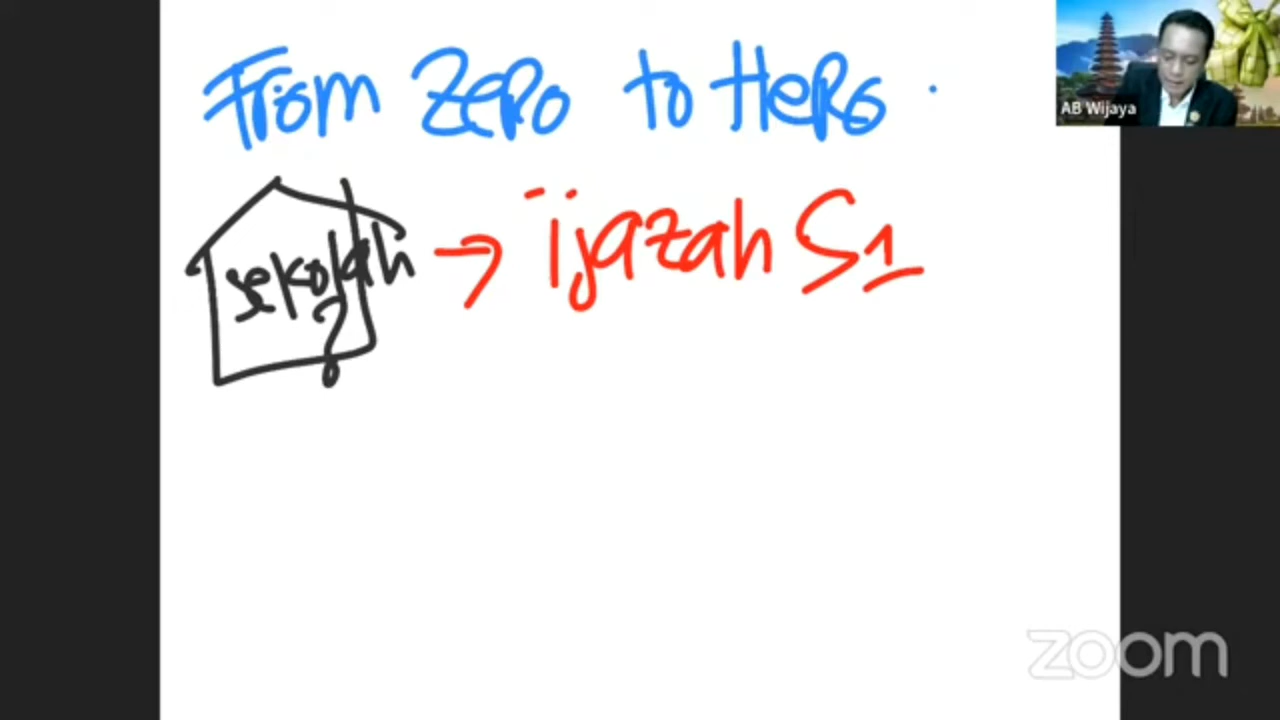 From Zero to Hero .
sekolah → ijazah S1
?
AB Wijaya
zoom